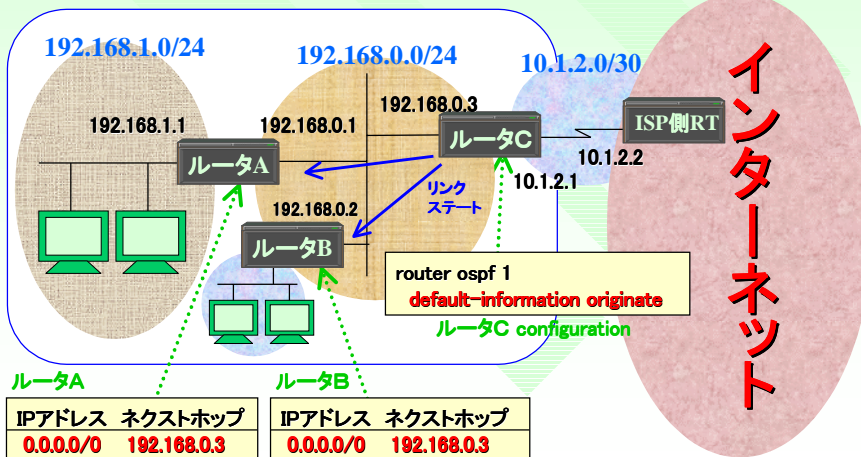 192.168.1.0/24
192.168.0.0/24
10.1.2.0/30
インターネット
192.168.1.1
192.168.0.1
192.168.0.3
ルータA
ルータC
ISP側RT
10.1.2.2
10.1.2.1
リンク
ステート
192.168.0.2
ルータB
router ospf 1
default-information originate
ルータC configuration
ルータA
IPアドレス ネクストホップ
0.0.0.0/0 192.168.0.3
ルータB
IPアドレス ネクストホップ
0.0.0.0/0 192.168.0.3